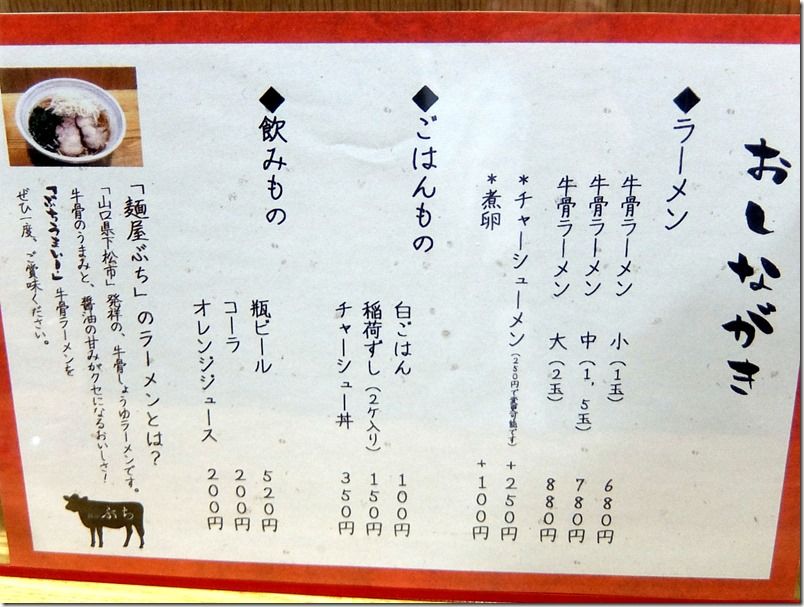 おしながき
◆ラーメン
牛骨ラーメン 小(1玉) 680円
牛骨ラーメン 中(1,5玉) 780円
牛骨ラーメン 大(2玉) 880円
*チャーシューメン(250円で変更可能です) +250円
*煮卵 +100円
◆ごはんもの
白ごはん 100円
稲荷ずし(2ケ入り) 150円
チャーシュー丼 350円
◆飲みもの
瓶ビール 520円
コーラ 200円
オレンジジュース 200円
「麺屋ぶち」のラーメンとは?
「山口県下松市」発祥の、牛骨しょうゆラーメンです。
牛骨のうまみと、醤油の甘みがクセになるおいしさ!
「ぶちうまい!」牛骨ラーメンを
ぜひ一度、ご賞味ください。
ぶち